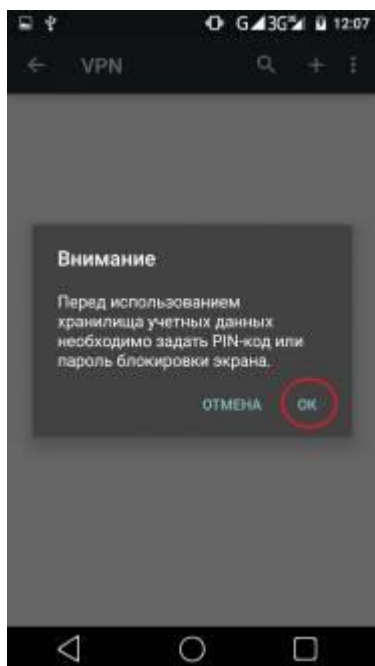 G 3G 12:07
VPN
Внимание
Перед использованием
хранилища учетных данных
необходимо задать PIN-код или
пароль блокировки экрана.
ОТМЕНА ОК